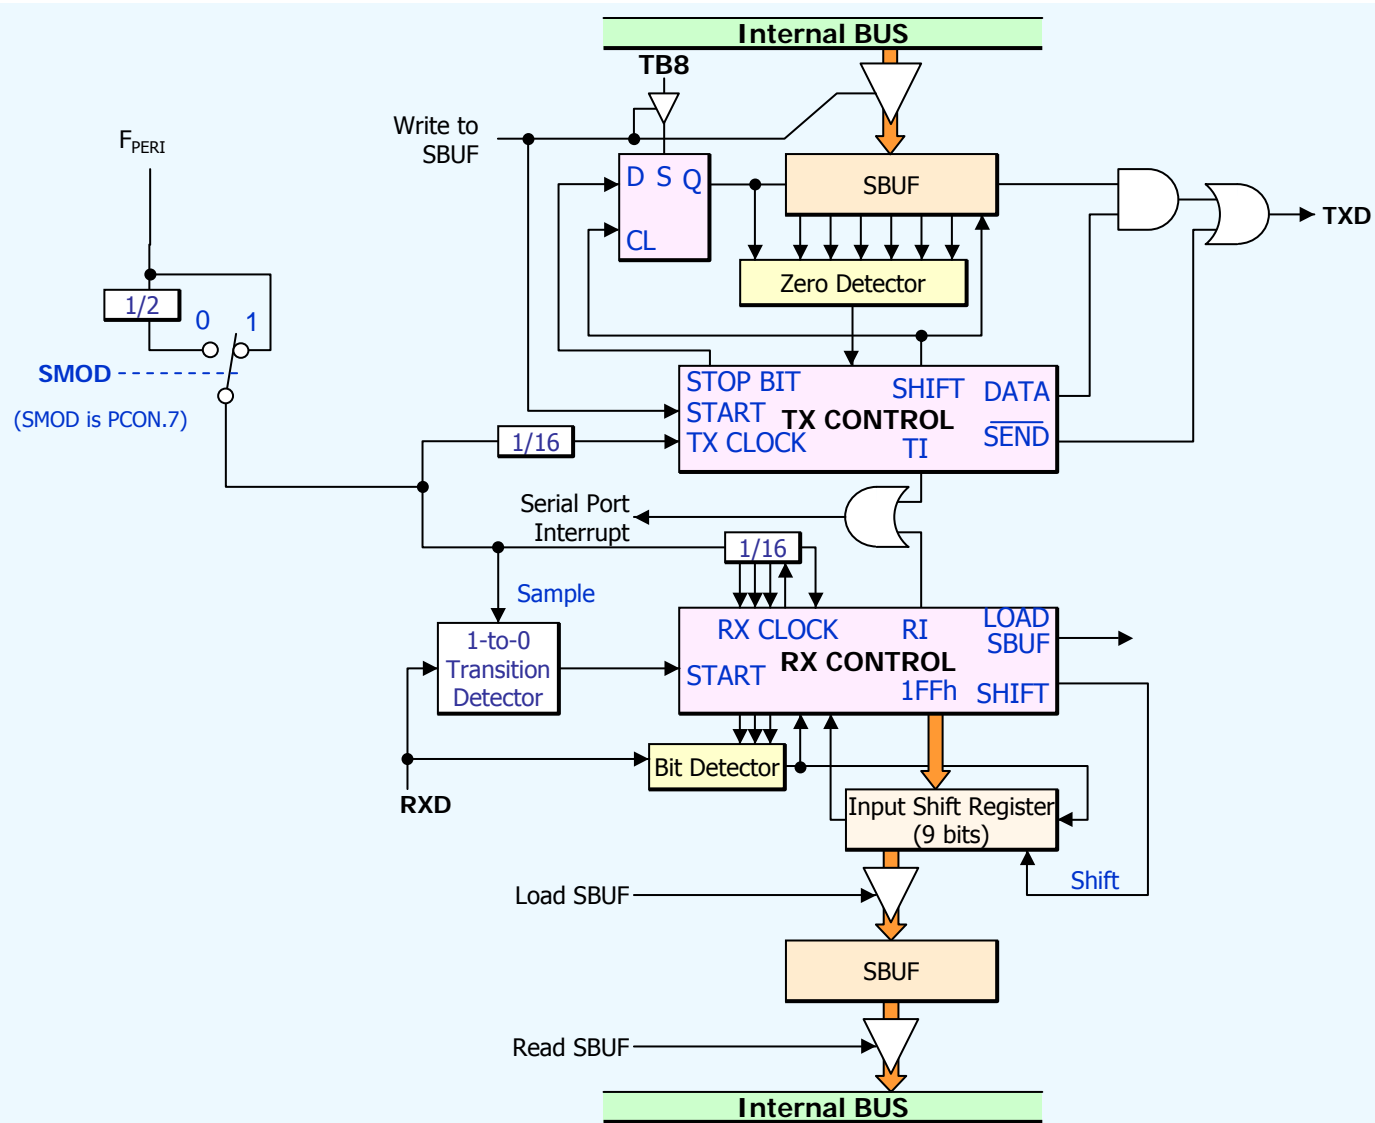 Internal BUS
TB8
Write to
SBUF
F_PERI
D S Q
CL
SBUF
TXD
Zero Detector
1/2
0
1
SMOD
(SMOD is PCON.7)
STOP BIT
SHIFT
DATA
START
TX CONTROL
SEND
TX CLOCK
TI
1/16
Serial Port
Interrupt
1/16
Sample
1-to-0
Transition
Detector
RX CLOCK
RI
LOAD
SBUF
START
RX CONTROL
1FFh
SHIFT
Bit Detector
RXD
Input Shift Register
(9 bits)
Shift
Load SBUF
SBUF
Read SBUF
Internal BUS